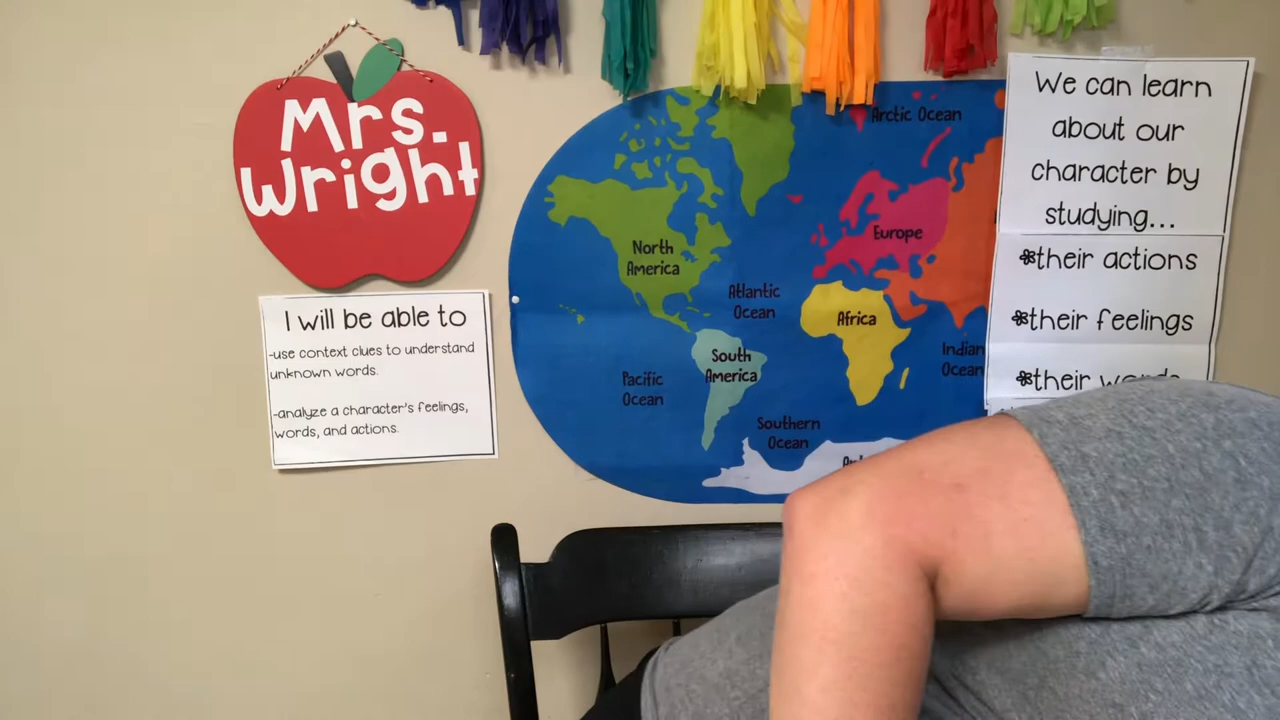 Mrs.
Wright
I will be able to
-use context clues to understand
unknown words.
-analyze a character's feelings,
words, and actions.
Arctic Ocean
North
America
Europe
Atlantic
Ocean
Africa
South
America
Pacific
Ocean
Indian
Ocean
Southern
Ocean
We can learn
about our
character by
studying...
*their actions
*their feelings
*their words